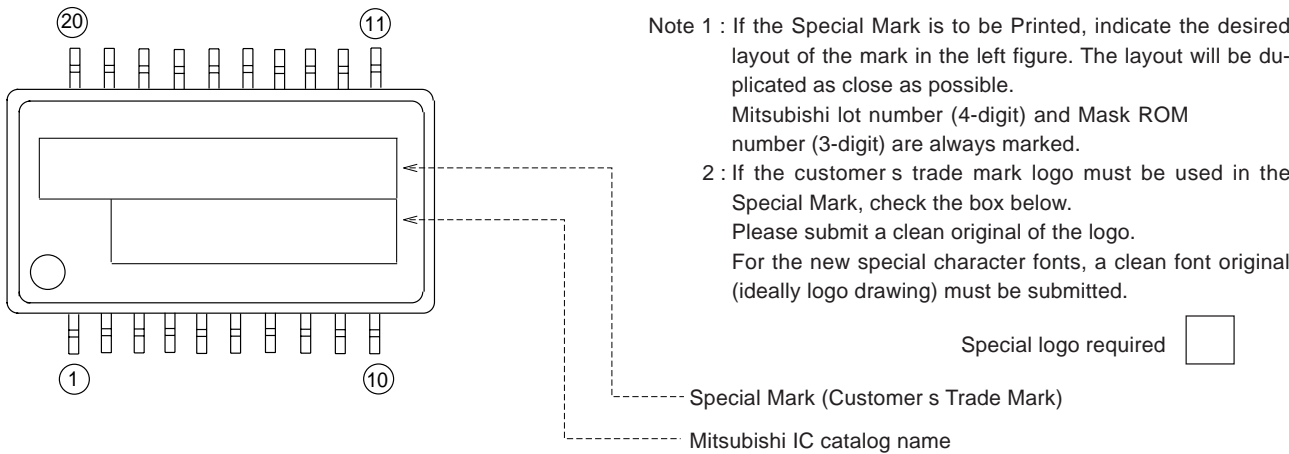 20
11
Note 1 : If the Special Mark is to be Printed, indicate the desired
layout of the mark in the left figure. The layout will be du-
plicated as close as possible.
Mitsubishi lot number (4-digit) and Mask ROM
number (3-digit) are always marked.
2 : If the customer s trade mark logo must be used in the
Special Mark, check the box below.
Please submit a clean original of the logo.
For the new special character fonts, a clean font original
(ideally logo drawing) must be submitted.
Special logo required
1
10
Special Mark (Customer s Trade Mark)
Mitsubishi IC catalog name